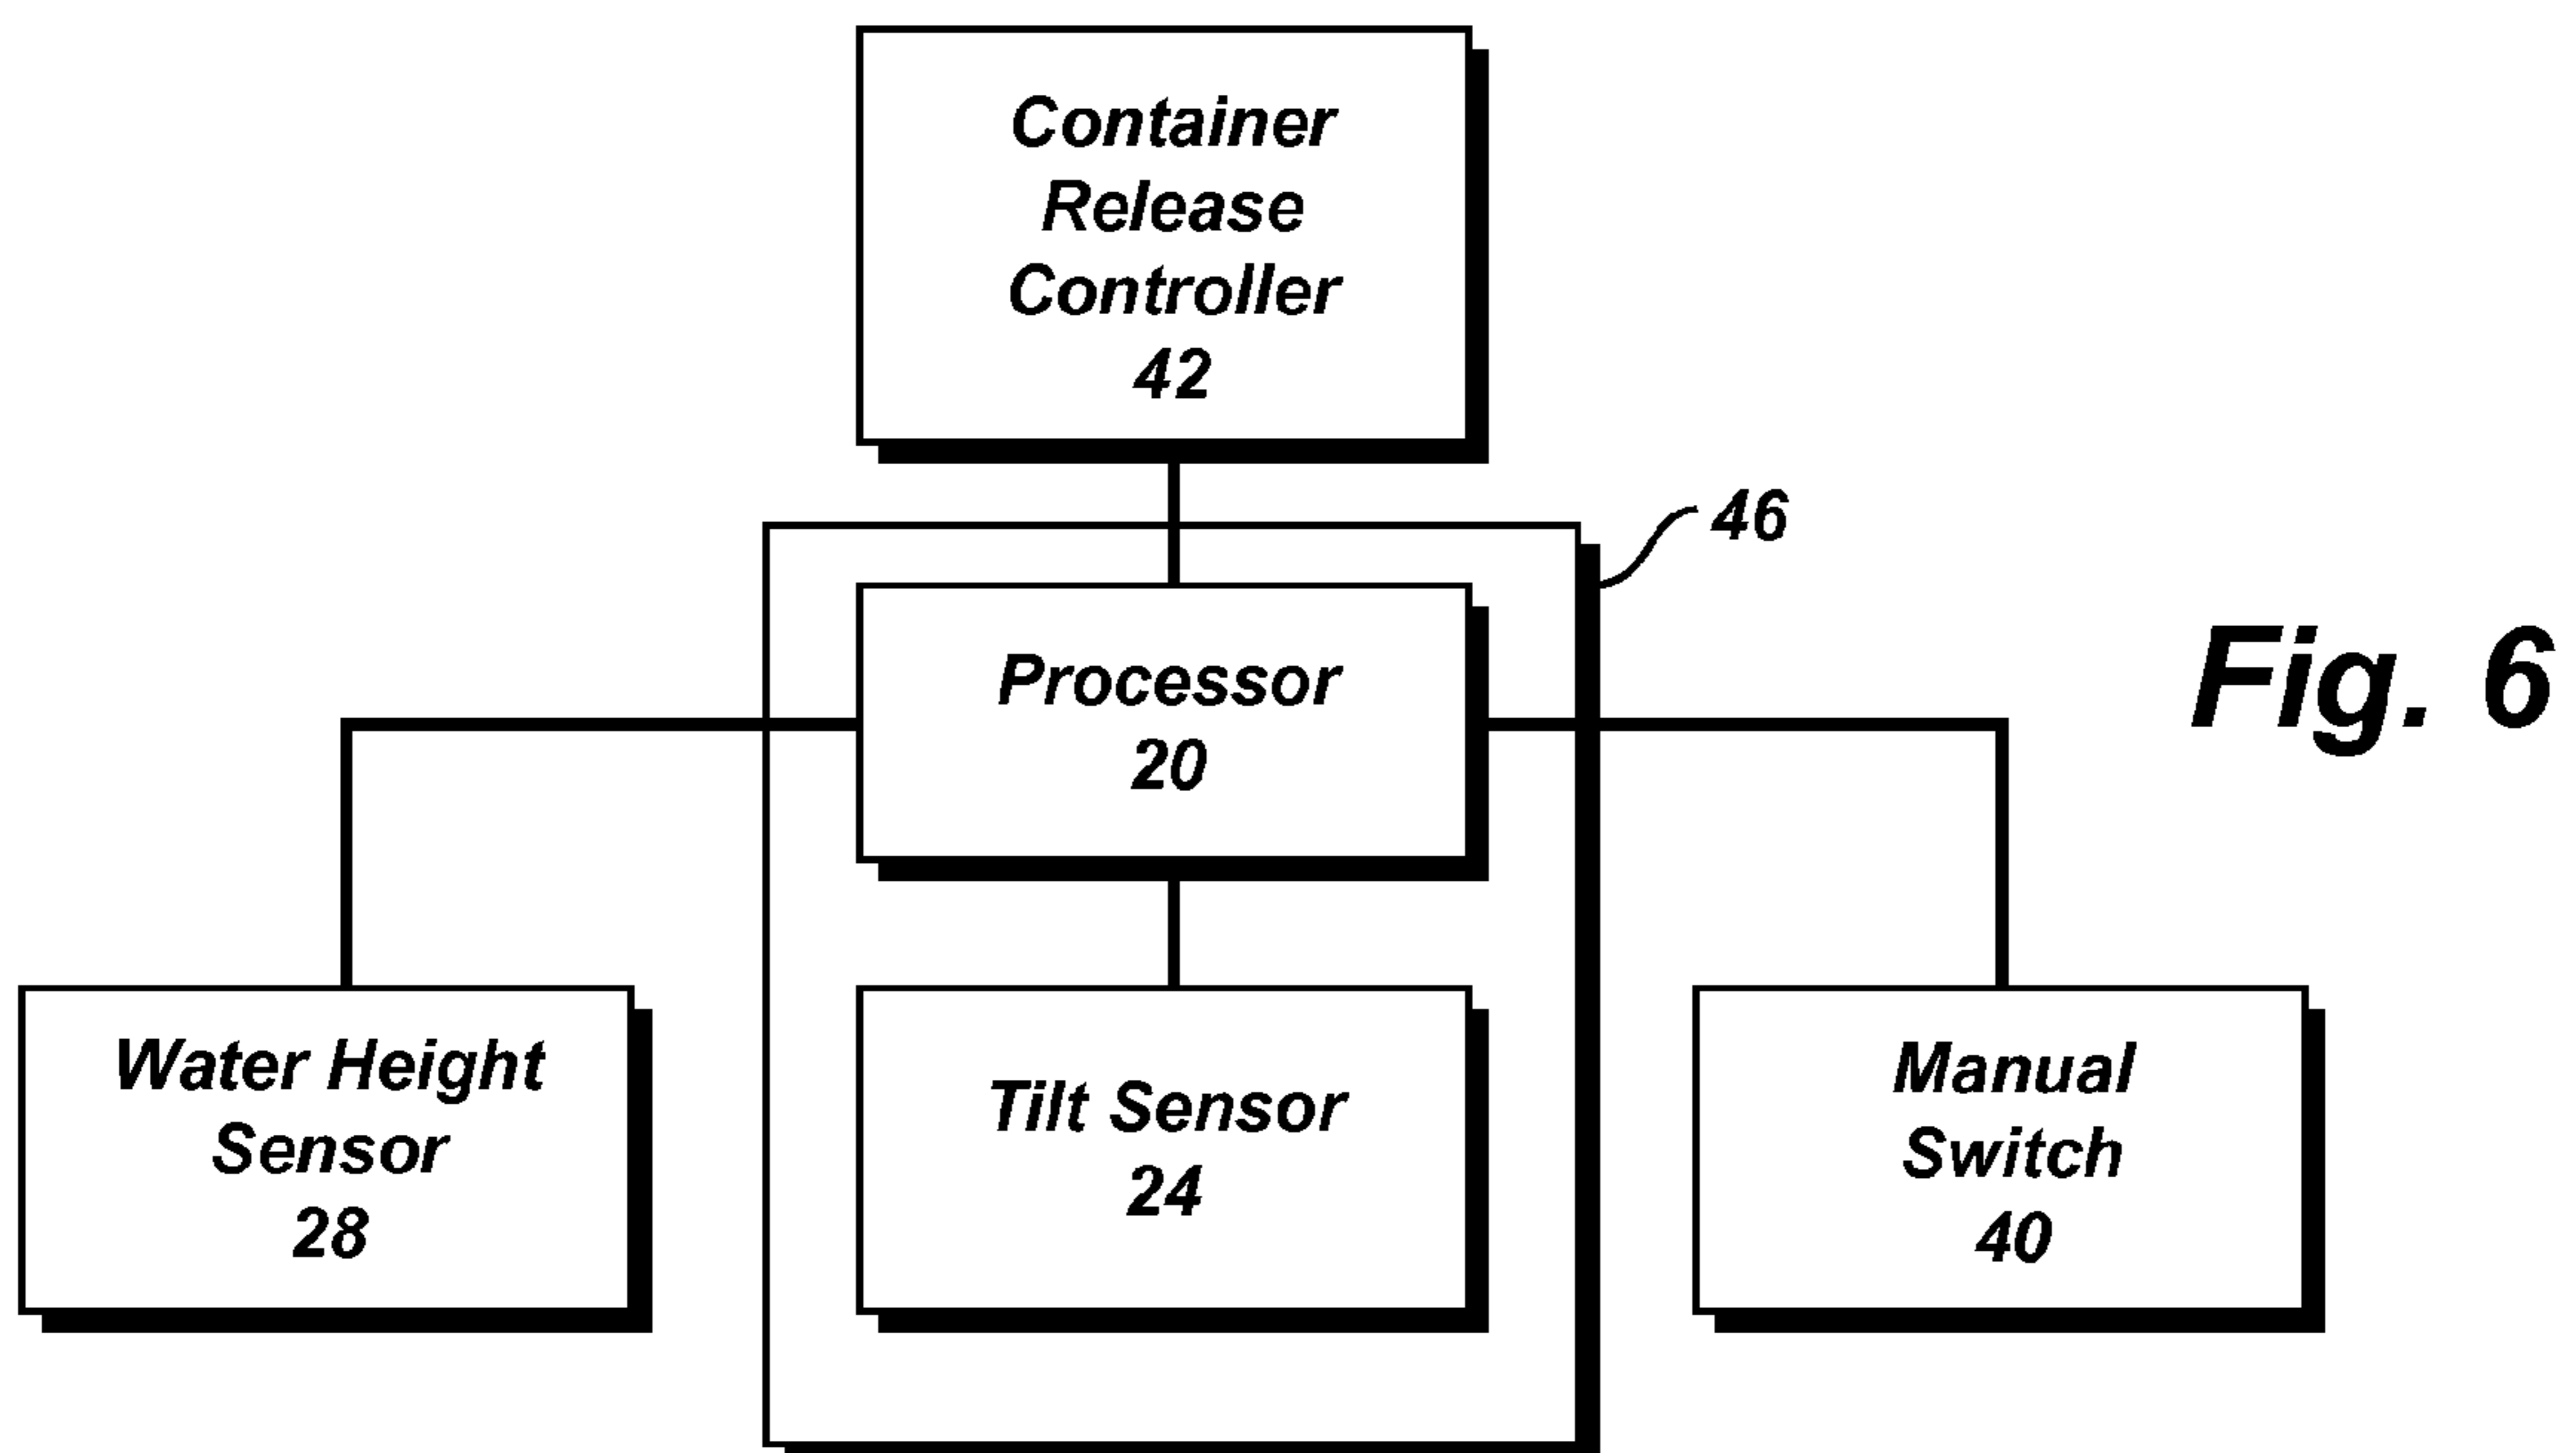 Container
Release
Controller
42
46
Processor
20
Fig. 6
Water Height
Sensor
28
Tilt Sensor
24
Manual
Switch
40